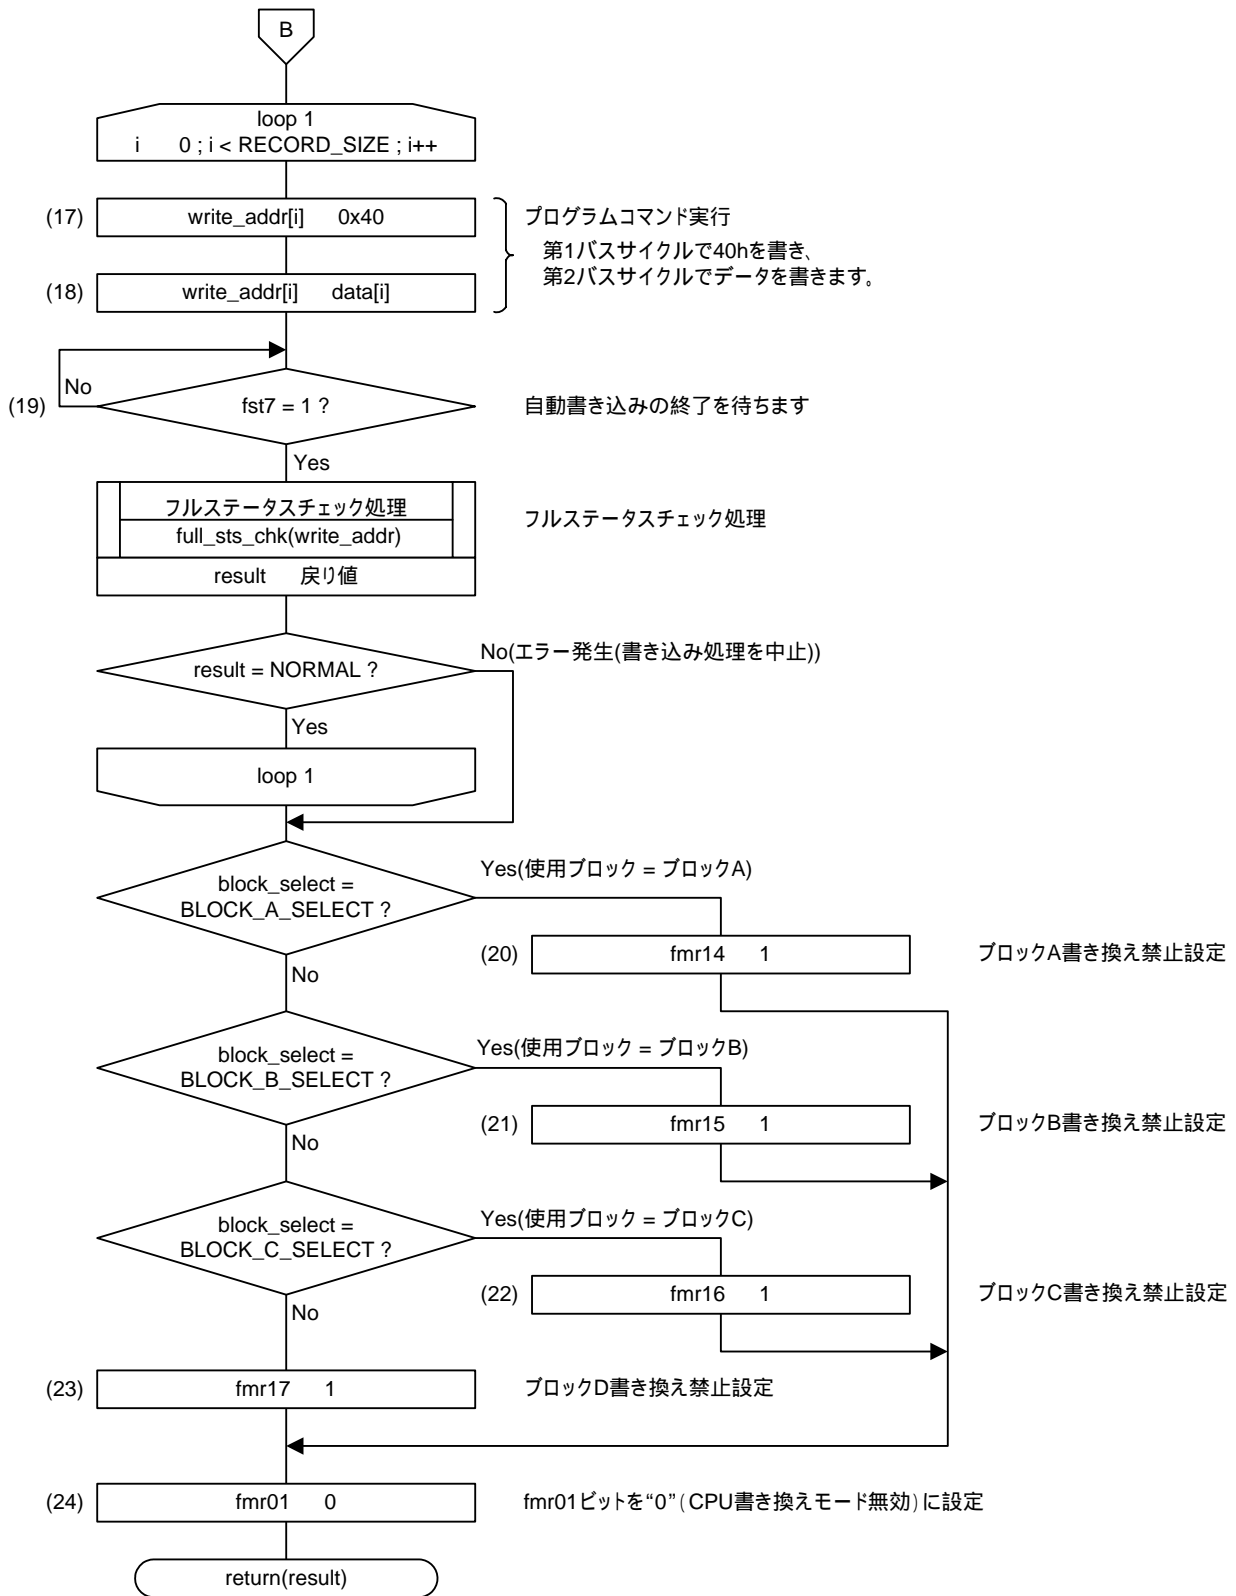 B
loop 1
i 0 ; i < RECORD_SIZE ; i++
(17)
write_addr[i] 0x40
プログラムコマンド実行
第1バスサイクルで40hを書き、
第2バスサイクルでデータを書きます。
(18)
write_addr[i] data[i]
No
(19)
fst7 = 1 ?
自動書き込みの終了を待ちます
Yes
フルステータスチェック処理
full_sts_chk(write_addr)
フルステータスチェック処理
result 戻り値
No(エラー発生(書き込み処理を中止))
result = NORMAL ?
Yes
loop 1
Yes(使用ブロック = ブロックA)
block_select =
BLOCK_A_SELECT ?
(20)
fmr14 1
ブロックA書き換え禁止設定
No
Yes(使用ブロック = ブロックB)
block_select =
BLOCK_B_SELECT ?
(21)
fmr15 1
ブロックB書き換え禁止設定
No
Yes(使用ブロック = ブロックC)
block_select =
BLOCK_C_SELECT ?
(22)
fmr16 1
ブロックC書き換え禁止設定
No
(23)
fmr17 1
ブロックD書き換え禁止設定
(24)
fmr01 0
fmr01ビットを“0”(CPU書き換えモード無効)に設定
return(result)